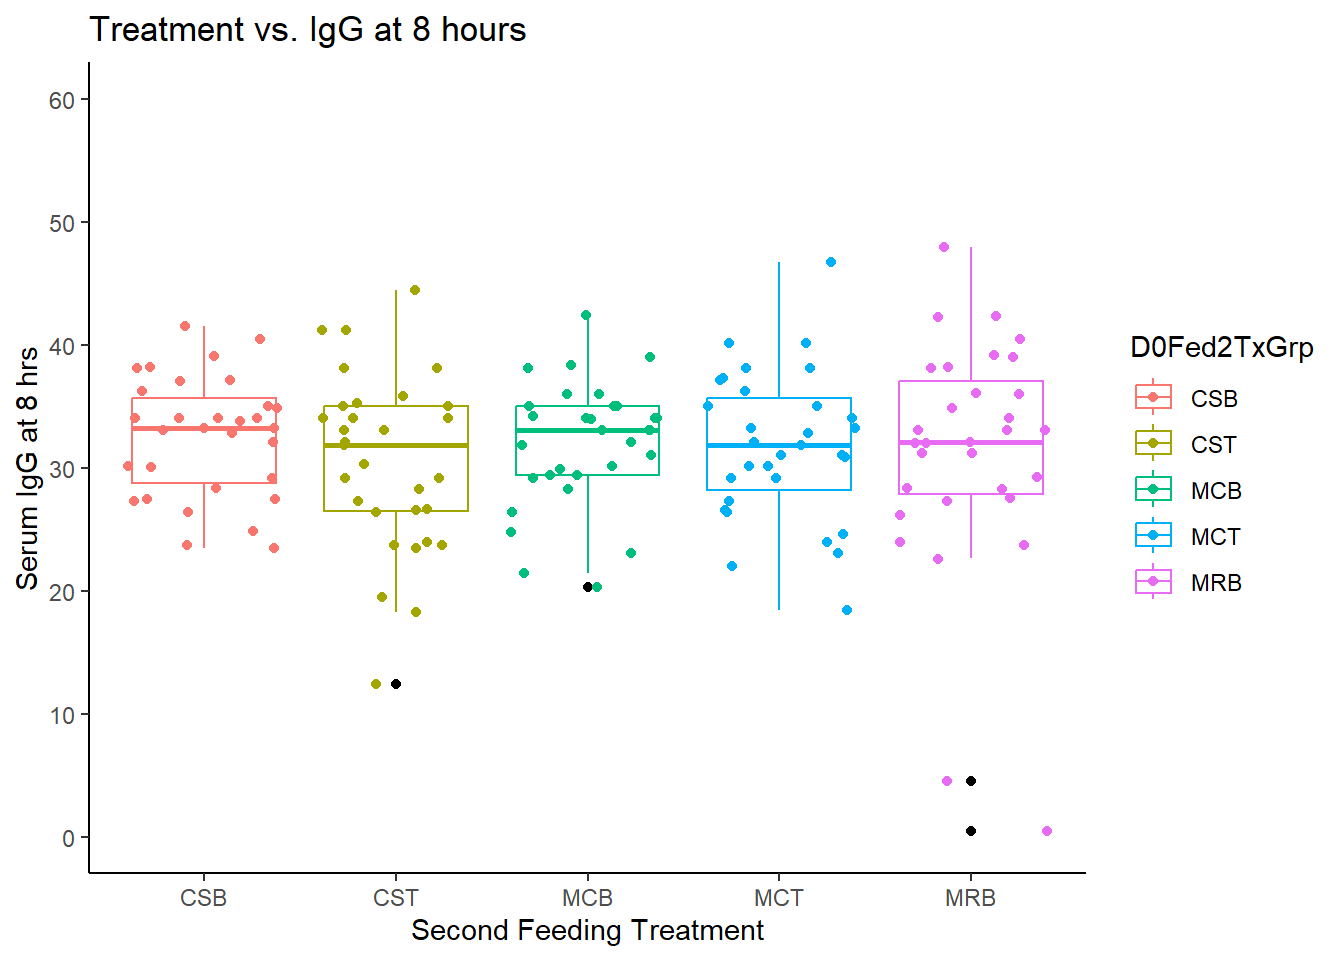 Treatment vs. IgG at 8 hours
Serum IgG at 8 hrs
60
50
40
30
20
10
0
CSB
CST
MCB
MCT
MRB
Second Feeding Treatment
D0Fed2TxGrp
CSB
CST
MCB
MCT
MRB